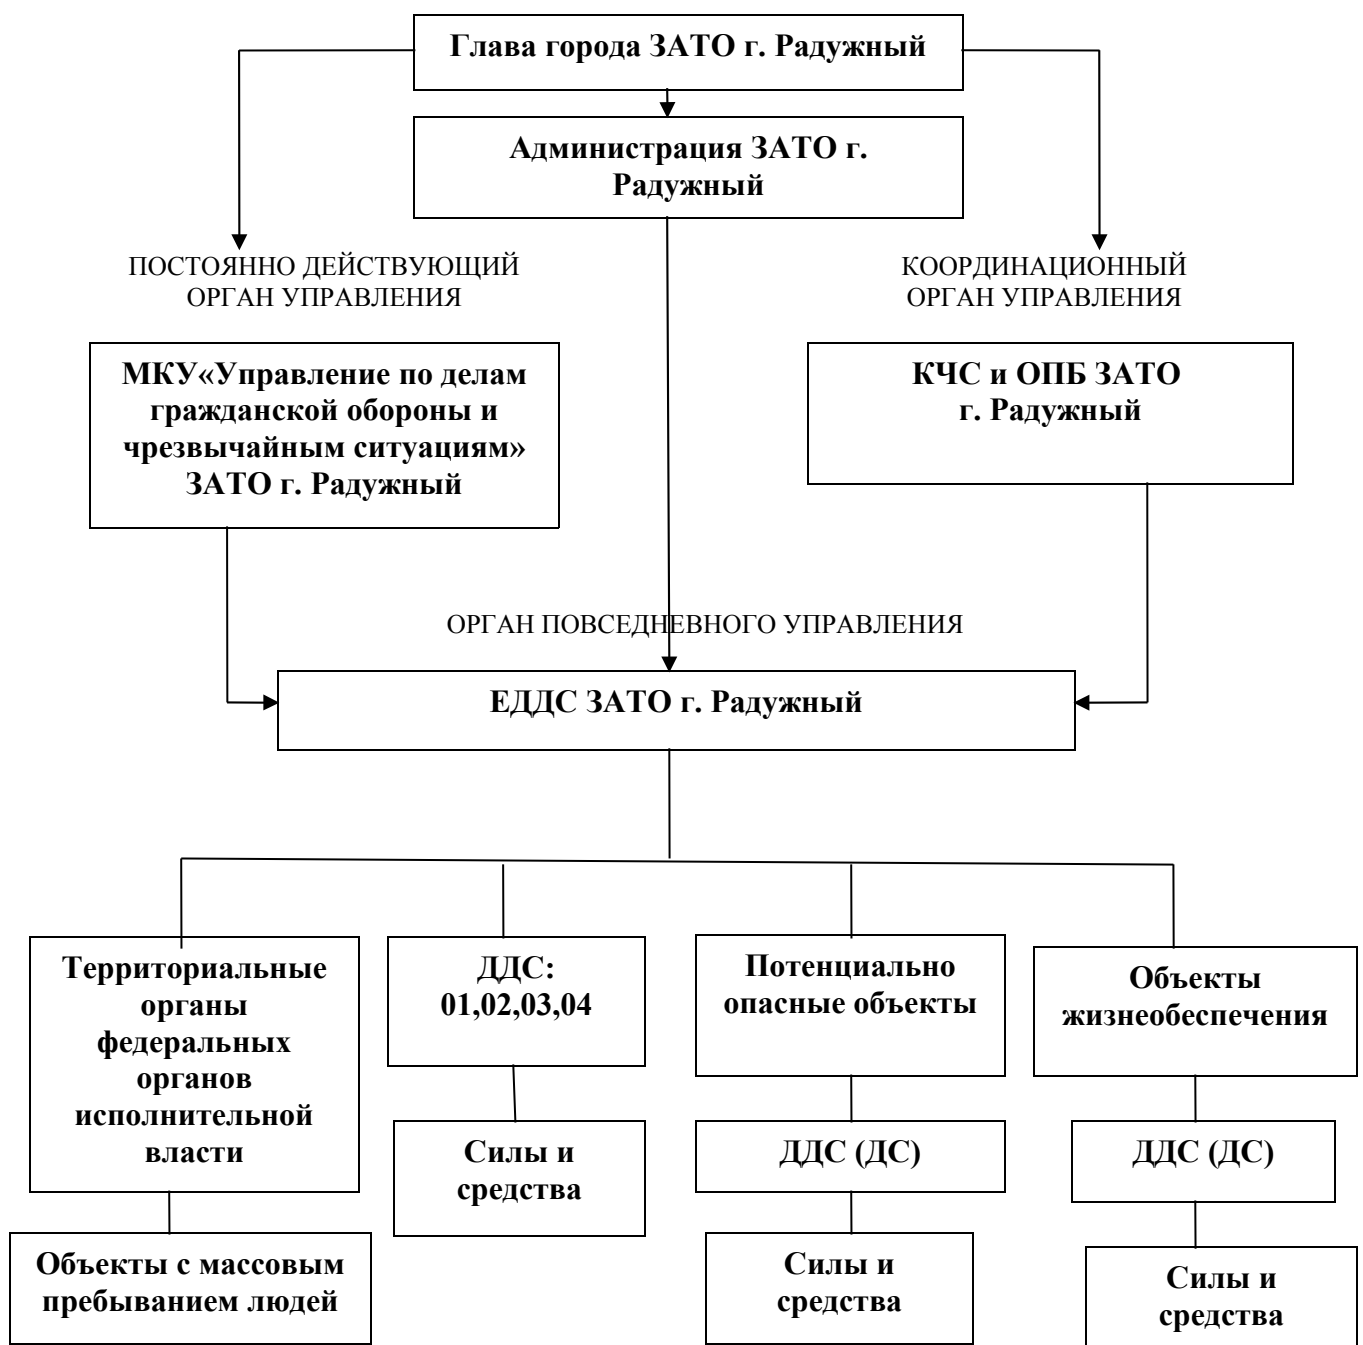 Глава города ЗАТО г. Радужный
Администрация ЗАТО г.
Радужный
ПОСТОЯННО ДЕЙСТВУЮЩИЙ
ОРГАН УПРАВЛЕНИЯ
КООРДИНАЦИОННЫЙ
ОРГАН УПРАВЛЕНИЯ
МКУ«Управление по делам
гражданской обороны и
чрезвычайным ситуациям»
ЗАТО г. Радужный
КЧС и ОПБ ЗАТО
г. Радужный
ОРГАН ПОВСЕДНЕВНОГО УПРАВЛЕНИЯ
ЕДДС ЗАТО г. Радужный
Территориальные
органы
федеральных
органов
исполнительной
власти
ДДС:
01,02,03,04
Потенциально
опасные объекты
Объекты
жизнеобеспечения
Силы и
средства
ДДС (ДС)
ДДС (ДС)
Объекты с массовым
пребыванием людей
Силы и
средства
Силы и
средства